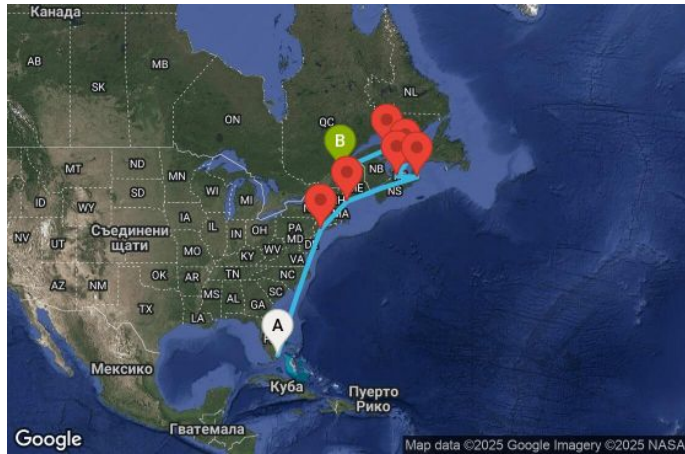 Канада
AB
MB
SK
NL
ON
QC
B
MT
ND
MN
NB
NS
ID
WY
SD
WI
MI
MA
NV
UT
NE
IA
IL
IN
OH
PA
MD
Съединени
щати
CO
KS
MO
KY
WV
VA
AZ
NM
OK
AR
TN
NC
SC
TX
MS
AL
GA
LA
A
Мексико
Куба
Пуерто
Рико
Гватемала
Google
Map data ©2025 Google Imagery ©2025 NASA